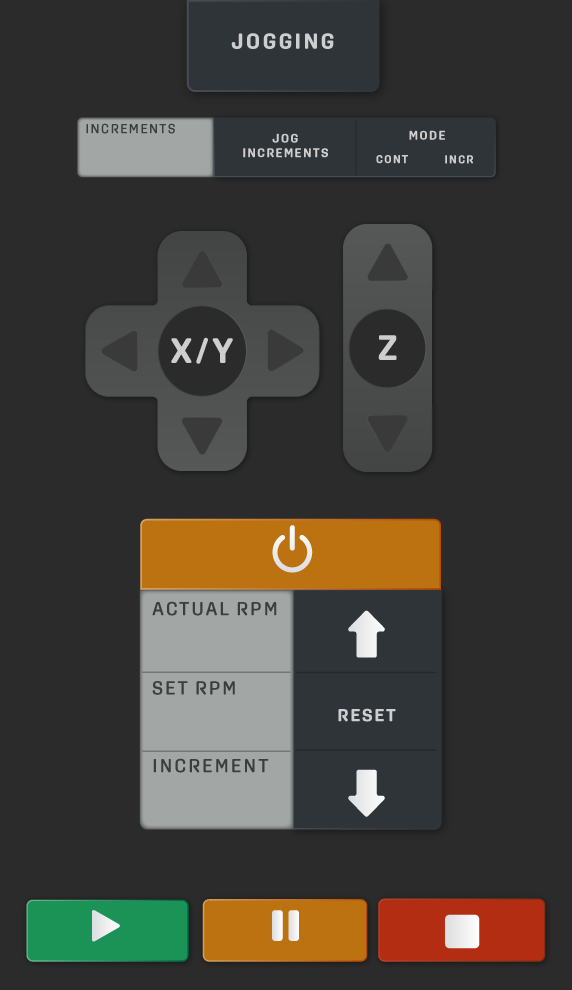 JOGGING
INCREMENTS
JOG
INCREMENTS
MODE
CONT INCR
X/Y
Z
ACTUAL RPM
SET RPM
RESET
INCREMENT